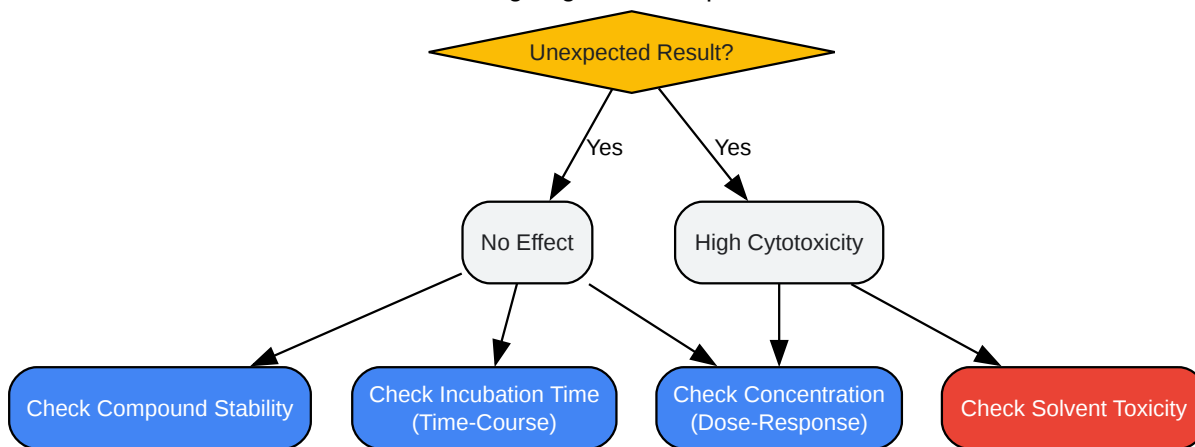 Unexpected Result?
Yes
Yes
No Effect
High Cytotoxicity
Check Compound Stability
Check Incubation Time
(Time-Course)
Check Concentration
(Dose-Response)
Check Solvent Toxicity